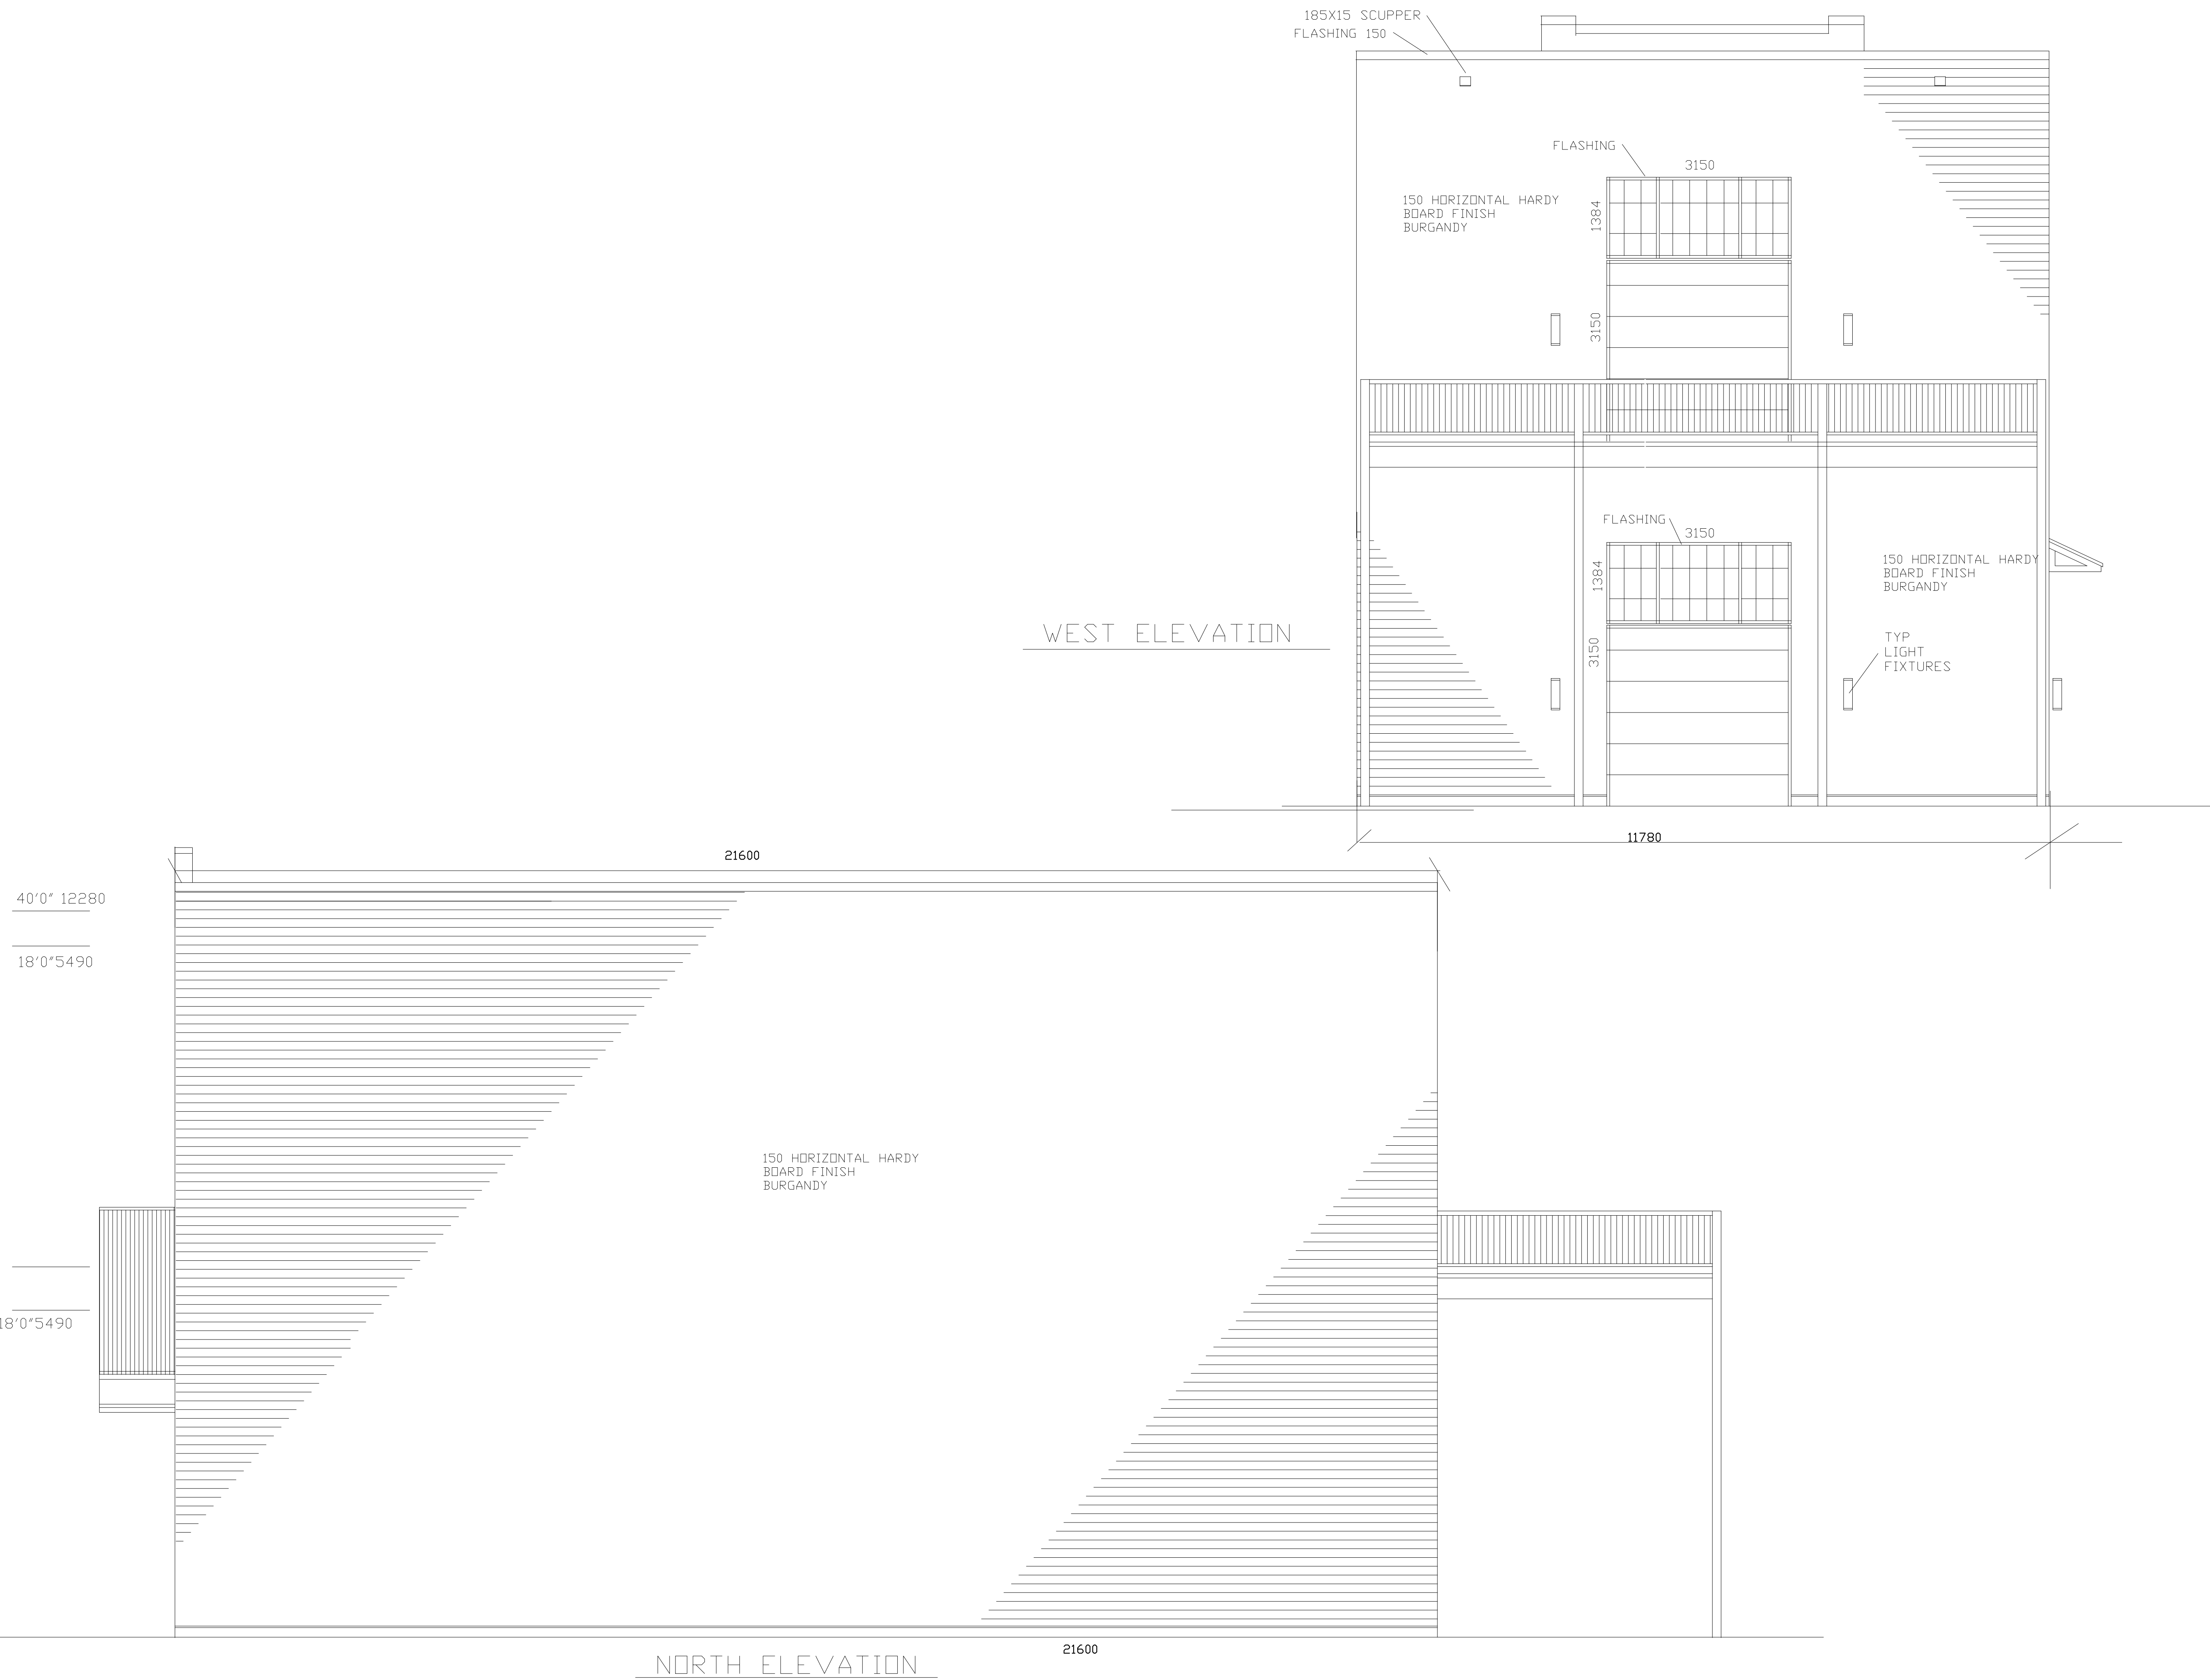 185X15 SCUPPER
FLASHING 150
FLASHING
3150
150 HORIZONTAL HARDY
BOARD FINISH
BURGANDY
1384
3150
FLASHING
3150
1384
3150
150 HORIZONTAL HARDY
BOARD FINISH
BURGANDY
TYP
LIGHT
FIXTURES
WEST ELEVATION
11780
21600
40'0" 12280
18'0"5490
150 HORIZONTAL HARDY
BOARD FINISH
BURGANDY
18'0"5490
21600
NORTH ELEVATION